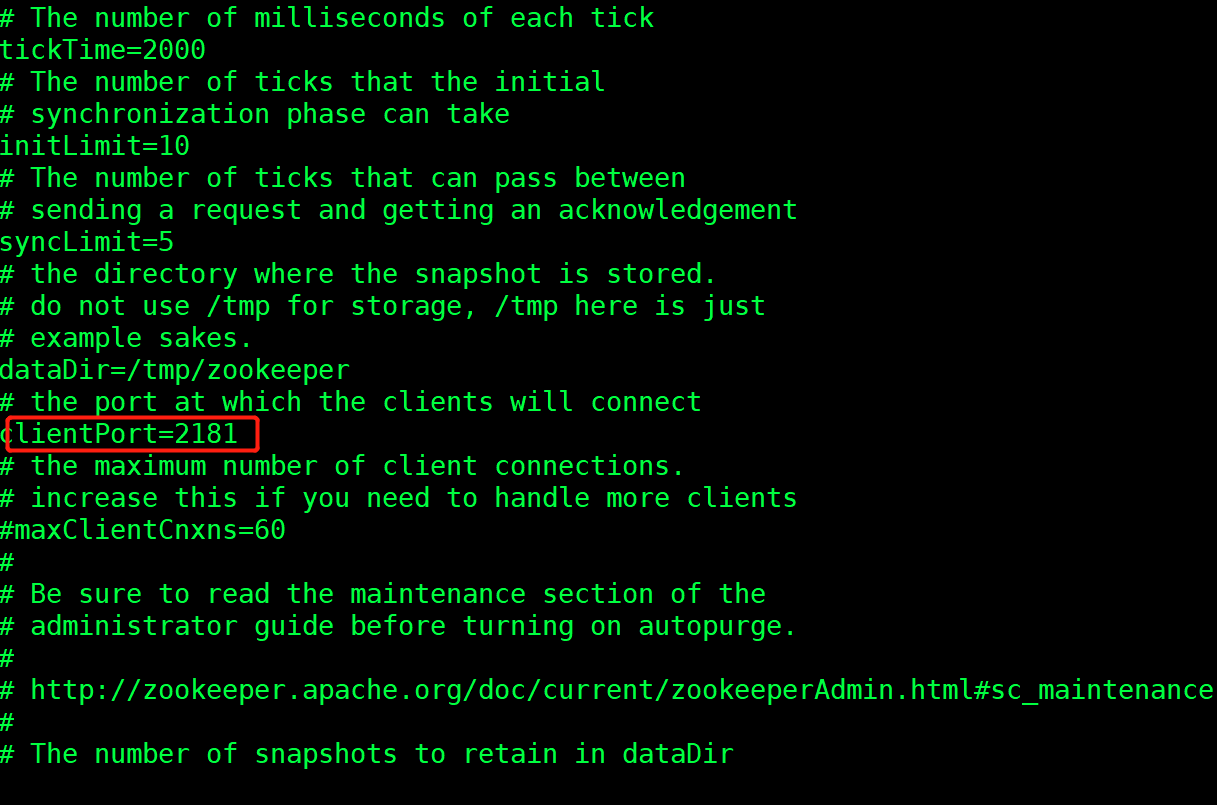 # The number of milliseconds of each tick
tickTime=2000
# The number of ticks that the initial
# synchronization phase can take
initLimit=10
# The number of ticks that can pass between
# sending a request and getting an acknowledgement
syncLimit=5
# the directory where the snapshot is stored.
# do not use /tmp for storage, /tmp here is just
# example sakes.
dataDir=/tmp/zookeeper
# the port at which the clients will connect
clientPort=2181
# the maximum number of client connections.
# increase this if you need to handle more clients
#maxClientCnxns=60
#
# Be sure to read the maintenance section of the
# administrator guide before turning on autopurge.
#
# http://zookeeper.apache.org/doc/current/zookeeperAdmin.html#sc_maintenance
#
# The number of snapshots to retain in dataDir